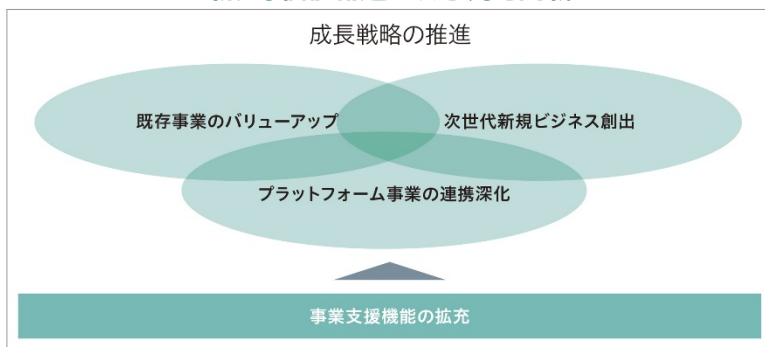 成長戦略の推進
既存事業のバリューアップ
次世代新規ビジネス創出
プラットフォーム事業の連携深化
事業支援機能の拡充